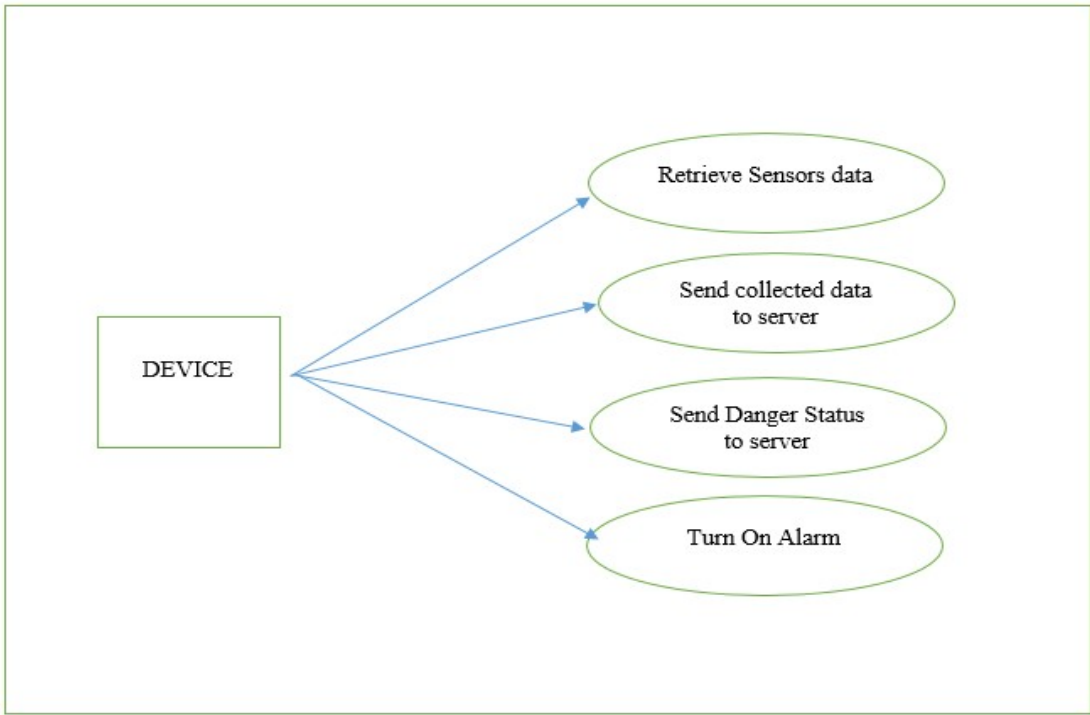 Retrieve Sensors data
Send collected data
to server
DEVICE
Send Danger Status
to server
Turn On Alarm